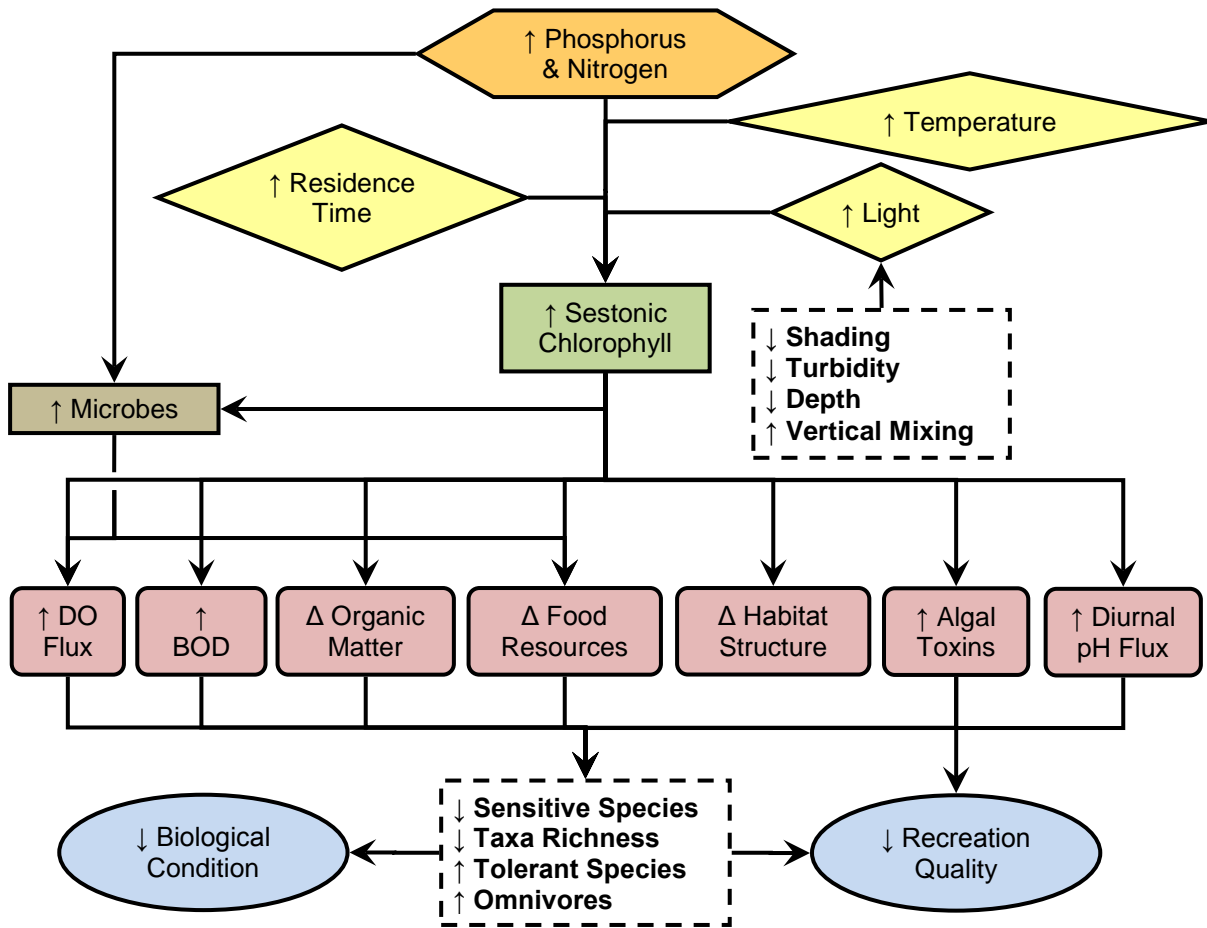 ↑ Phosphorus
& Nitrogen
↑ Temperature
↑ Residence
Time
↑ Light
↑ Sestonic
Chlorophyll
↓ Shading
↓ Turbidity
↓ Depth
↑ Vertical Mixing
↑ Microbes
↑ DO
Flux
↑
BOD
Δ Organic
Matter
Δ Food
Resources
Δ Habitat
Structure
↑ Algal
Toxins
↑ Diurnal
pH Flux
↓ Biological
Condition
↓ Sensitive Species
↓ Taxa Richness
↑ Tolerant Species
↑ Omnivores
↓ Recreation
Quality